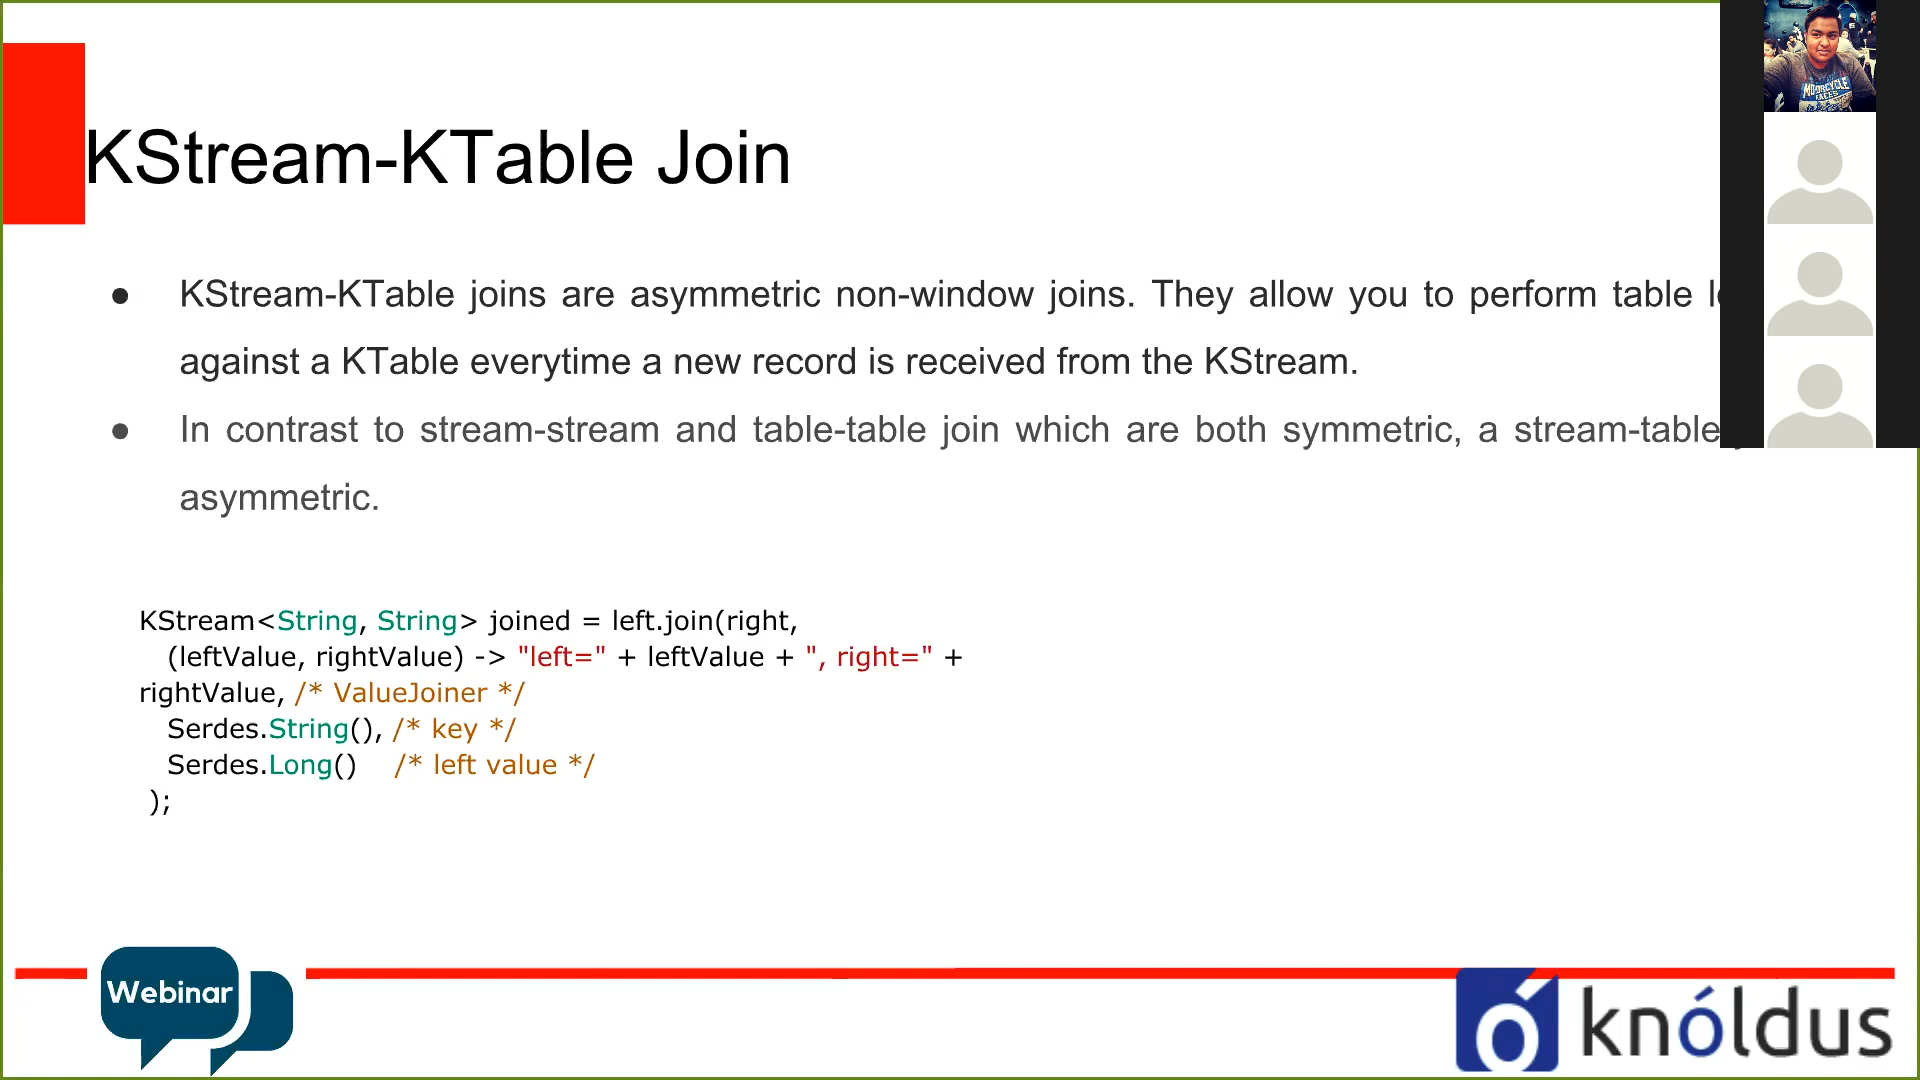 KStream-KTable Join
● KStream-KTable joins are asymmetric non-window joins. They allow you to perform table
against a KTable everytime a new record is received from the KStream.
● In contrast to stream-stream and table-table join which are both symmetric, a stream-table
asymmetric.
KStream<String, String> joined = left.join(right,
(leftValue, rightValue) -> "left=" + leftValue + ", right=" +
rightValue, /* ValueJoiner */
Serdes.String(), /* key */
Serdes.Long() /* left value */
);
Webinar
knóldus
MOORCYCLE